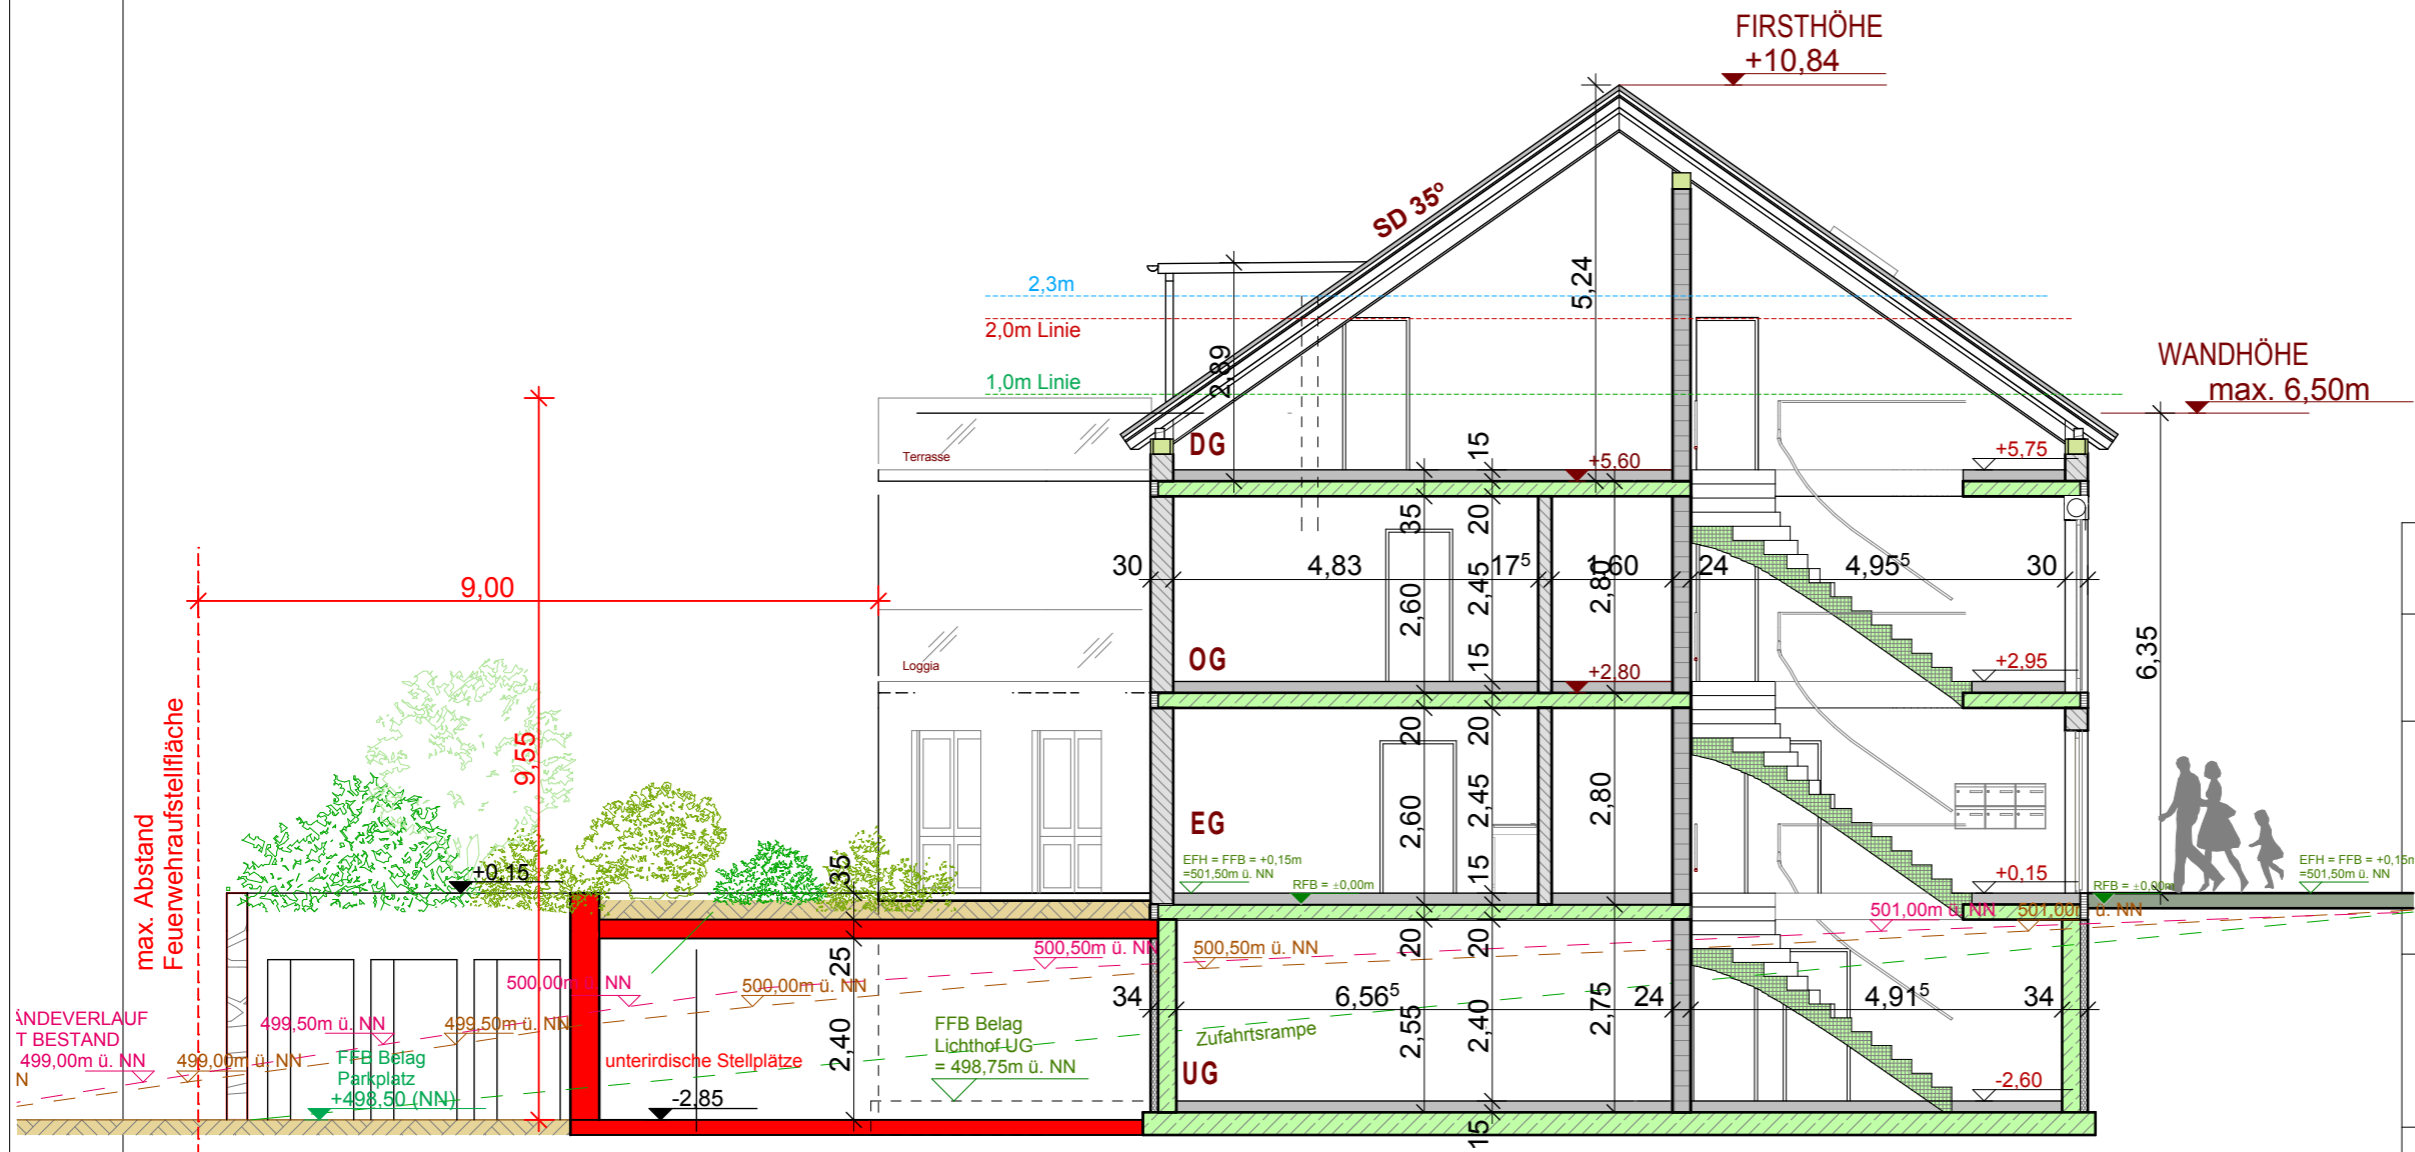 FIRSTHÖHE
+10,84
SD 35º
5,24
2,3m
2,0m Linie
1,0m Linie
2,89
WANDHÖHE
max. 6,50m
DG
Terrasse
15
+5,60
+5,75
35
20
30
4,83
17⁵
1,60
24
4,95⁵
30
9,00
2,60
2,45
2,80
6,35
OG
Loggia
15
+2,80
+2,95
max. Abstand
Feuerwehraufstellfläche
9,55
20
20
2,60
2,45
2,80
EG
EFH = FFB = +0,15m
=501,50m ü. NN
RFB = ±0,00m
+0,15
35
15
+0,15
RFB = ±0,00m
EFH = FFB = +0,15m
=501,50m ü. NN
501,00m ü. NN
501,00m ü. NN
500,50m ü. NN
500,50m ü. NN
500,00m ü. NN
500,00m ü. NN
25
20
20
34
6,56⁵
24
4,91⁵
34
ÄNDEVERLAUF
T BESTAND
499,00m ü. NN
N
499,00m ü. NN
499,50m ü. NN
499,50m ü. NN
FFB Belag
Parkplatz
+498,50 (NN)
unterirdische Stellplätze
-2,85
2,40
FFB Belag
Lichthof UG
= 498,75m ü. NN
Zufahrtsrampe
UG
2,55
2,40
2,75
-2,60
15